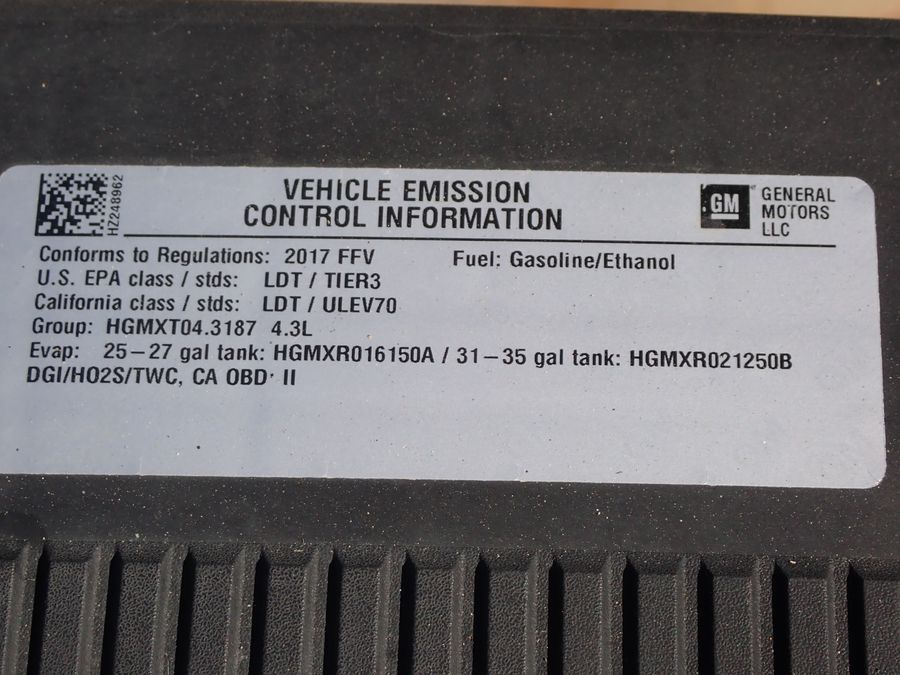 HZ248962
VEHICLE EMISSION
CONTROL INFORMATION
GM
GENERAL
MOTORS
LLC
Conforms to Regulations: 2017 FFV Fuel: Gasoline/Ethanol
U.S. EPA class / stds: LDT / TIER3
California class / stds: LDT / ULEV70
Group: HGMXT04.3187 4.3L
Evap: 25–27 gal tank: HGMXR016150A / 31–35 gal tank: HGMXR021250B
DGI/HO2S/TWC, CA OBD· II